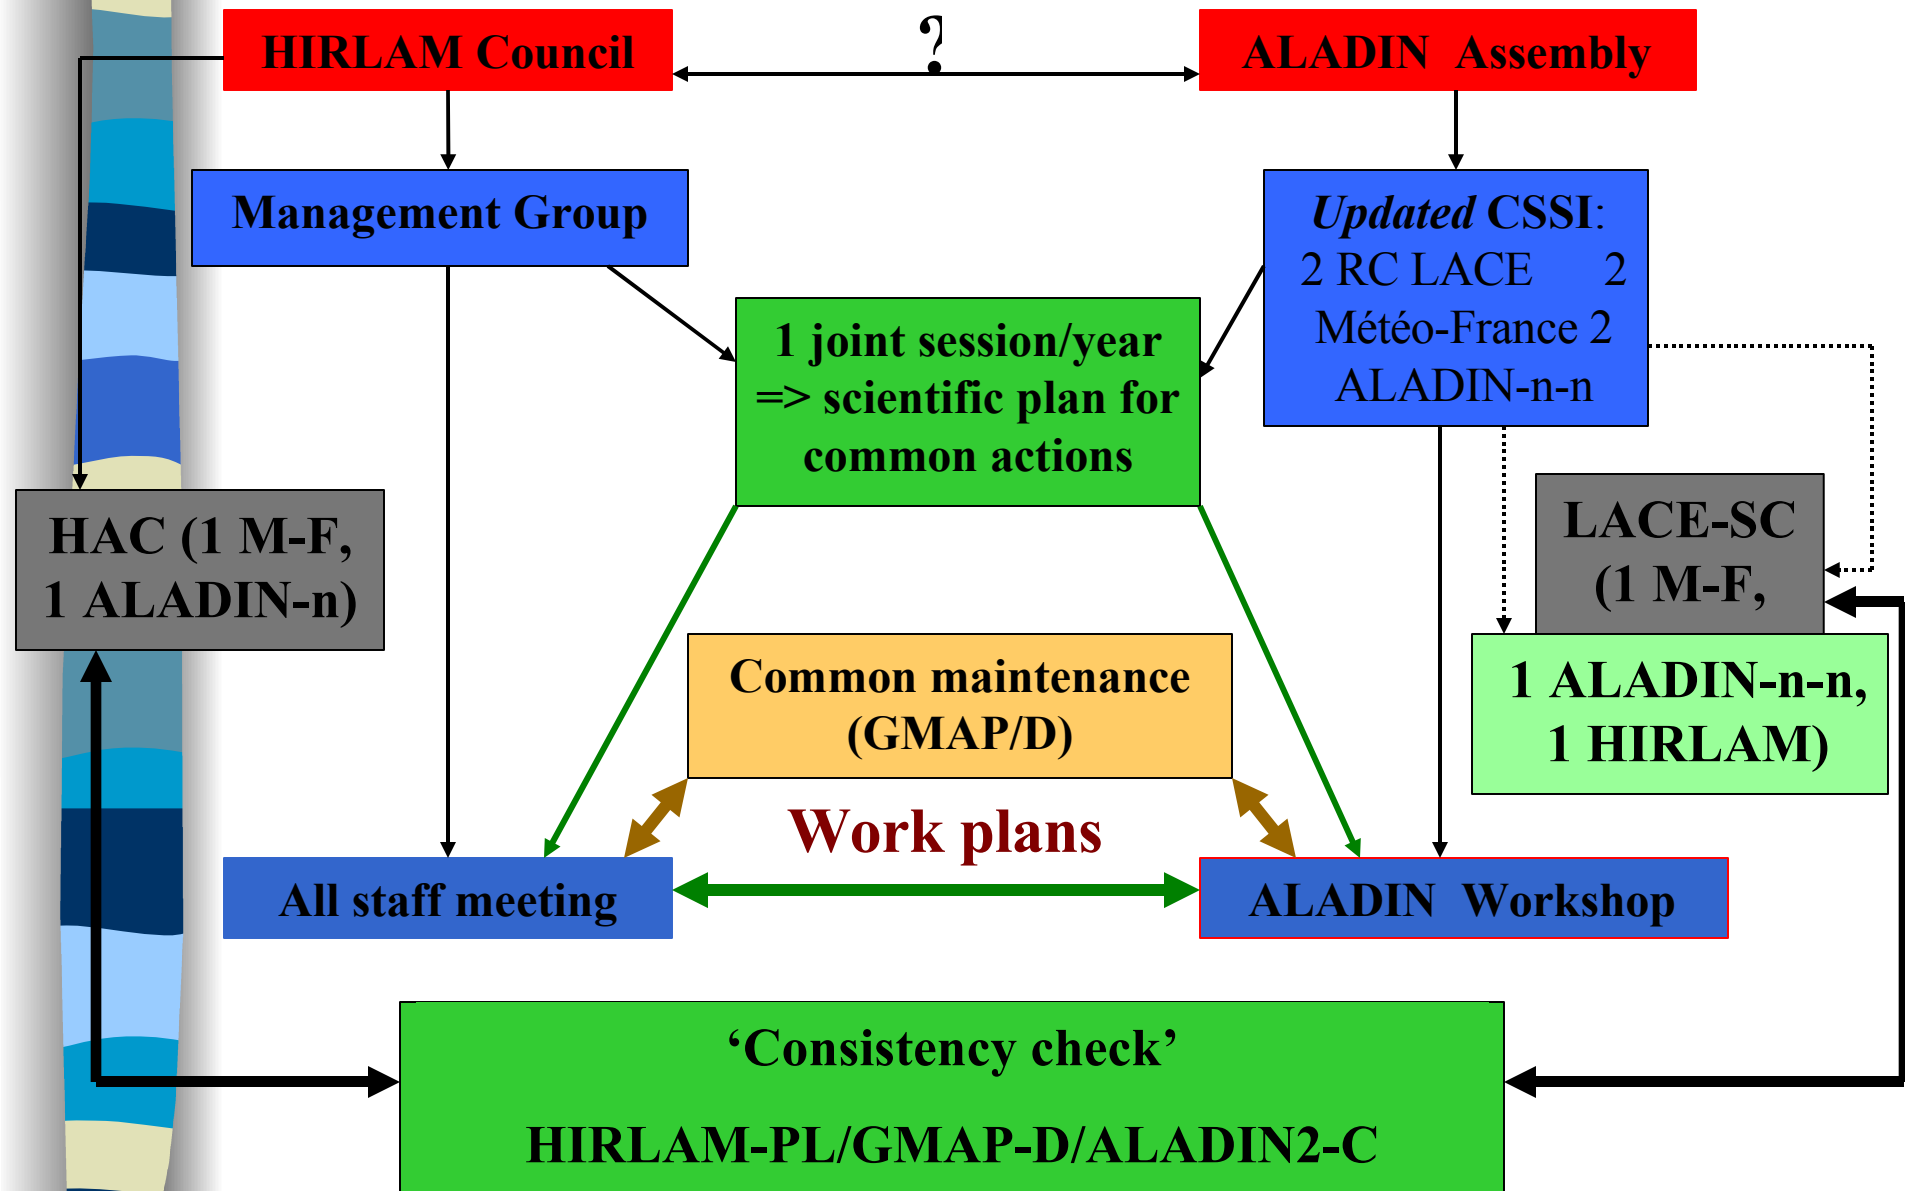 HIRLAM Council
?
ALADIN Assembly
Management Group
Updated CSSI:
2 RC LACE 2
Météo-France 2
ALADIN-n-n
1 joint session/year
=> scientific plan for
common actions
HAC (1 M-F,
1 ALADIN-n)
LACE-SC
(1 M-F,
1 ALADIN-n-n,
1 HIRLAM)
Common maintenance
(GMAP/D)
Work plans
All staff meeting
ALADIN Workshop
‘Consistency check’
HIRLAM-PL/GMAP-D/ALADIN2-C